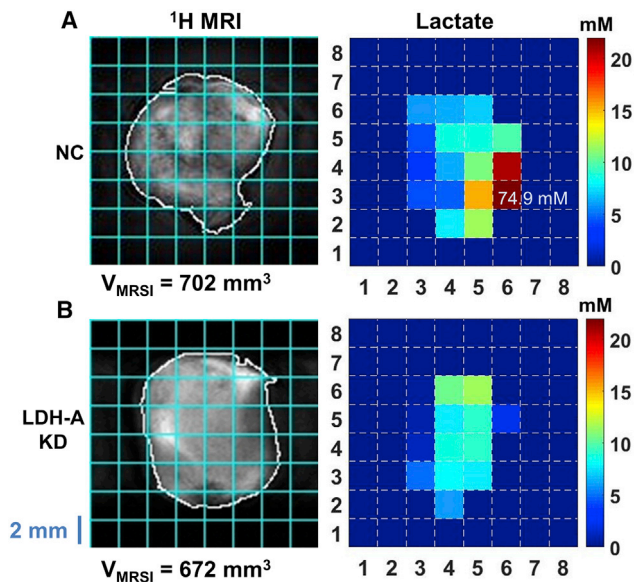 A
¹H MRI
Lactate
mM
NC
8
7
6
5
4
3
2
1
74.9 mM
20
15
10
5
0
1 2 3 4 5 6 7 8
V_MRSI = 702 mm³
B
mM
LDH-A
KD
8
7
6
5
4
3
2
1
20
15
10
5
0
2 mm
1 2 3 4 5 6 7 8
V_MRSI = 672 mm³